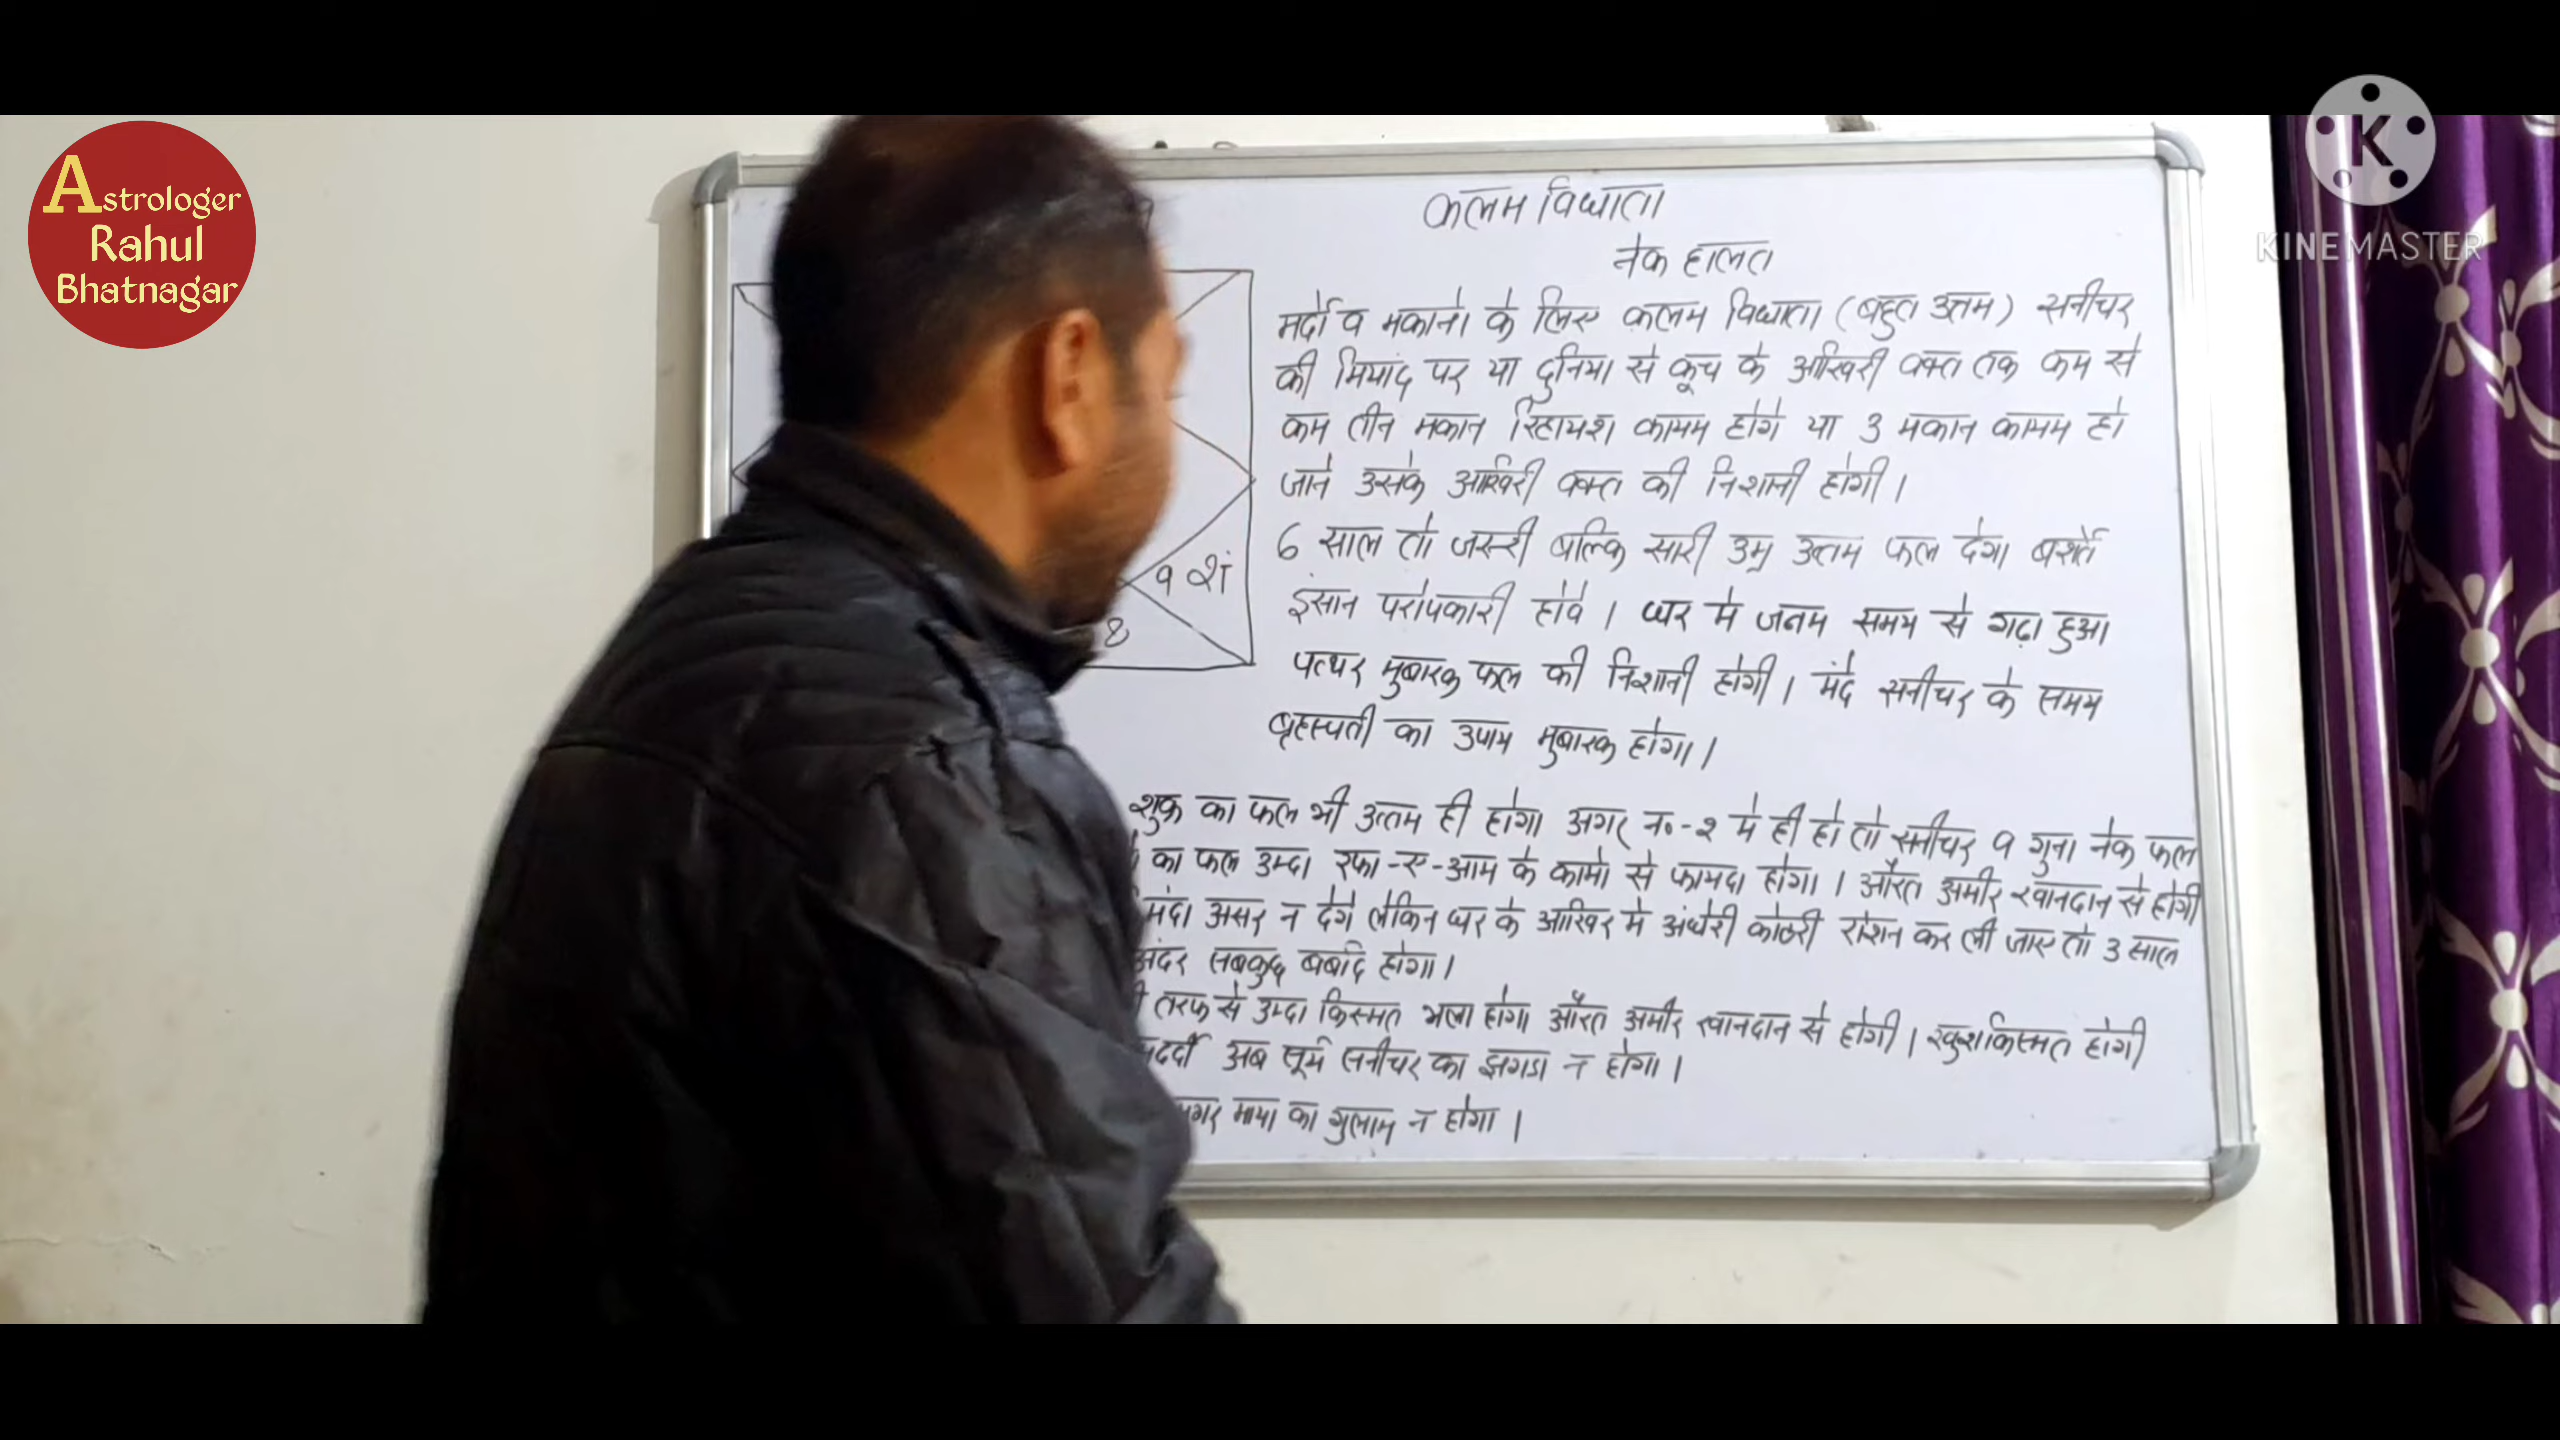 Astrologer
Rahul
Bhatnagar
KINEMASTER
कलम विधाता
नेक हालत
मर्दो व मकानो के लिए कलम विधाता (बहुत उत्तम) सनीचर
की मियांद पर या दुनिया से कूच के आखिरी वक्त तक कम से
कम तीन मकान रिहायश कायम होगे या 3 मकान कायम हो
जाने उसके आखिरी वक्त की निशानी होगी।
6 साल तो जरूरी बल्कि सारी उम्र उत्तम फल देगा बशर्ते
९ शं
इंसान परोपकारी होवे। घर मे जनम समय से गढ़ा हुआ
8
पत्थर मुबारक फल की निशानी होगी। मंदे सनीचर के समय
बृहस्पती का उपाय मुबारक होगा।
शुक्र का फल भी उत्तम ही होगा अगर न०-२ मे ही हो तो सनीचर ९ गुना नेक फल
का फल उम्दा रफा-ए-आम के कामो से फायदा होगा। औरत अमीर खानदान से होगी
मंदा असर न देगे लेकिन घर के आखिर मे अंधेरी कोठरी रोशन कर ली जाए तो 3 साल
अंदर सबकुछ बर्बाद होगा।
तरफ से उम्दा किस्मत भला होगा औरत अमीर खानदान से होगी। खुशकिस्मत होगी
अब सूर्य सनीचर का झगडा न होगा।
माया का गुलाम न होगा।